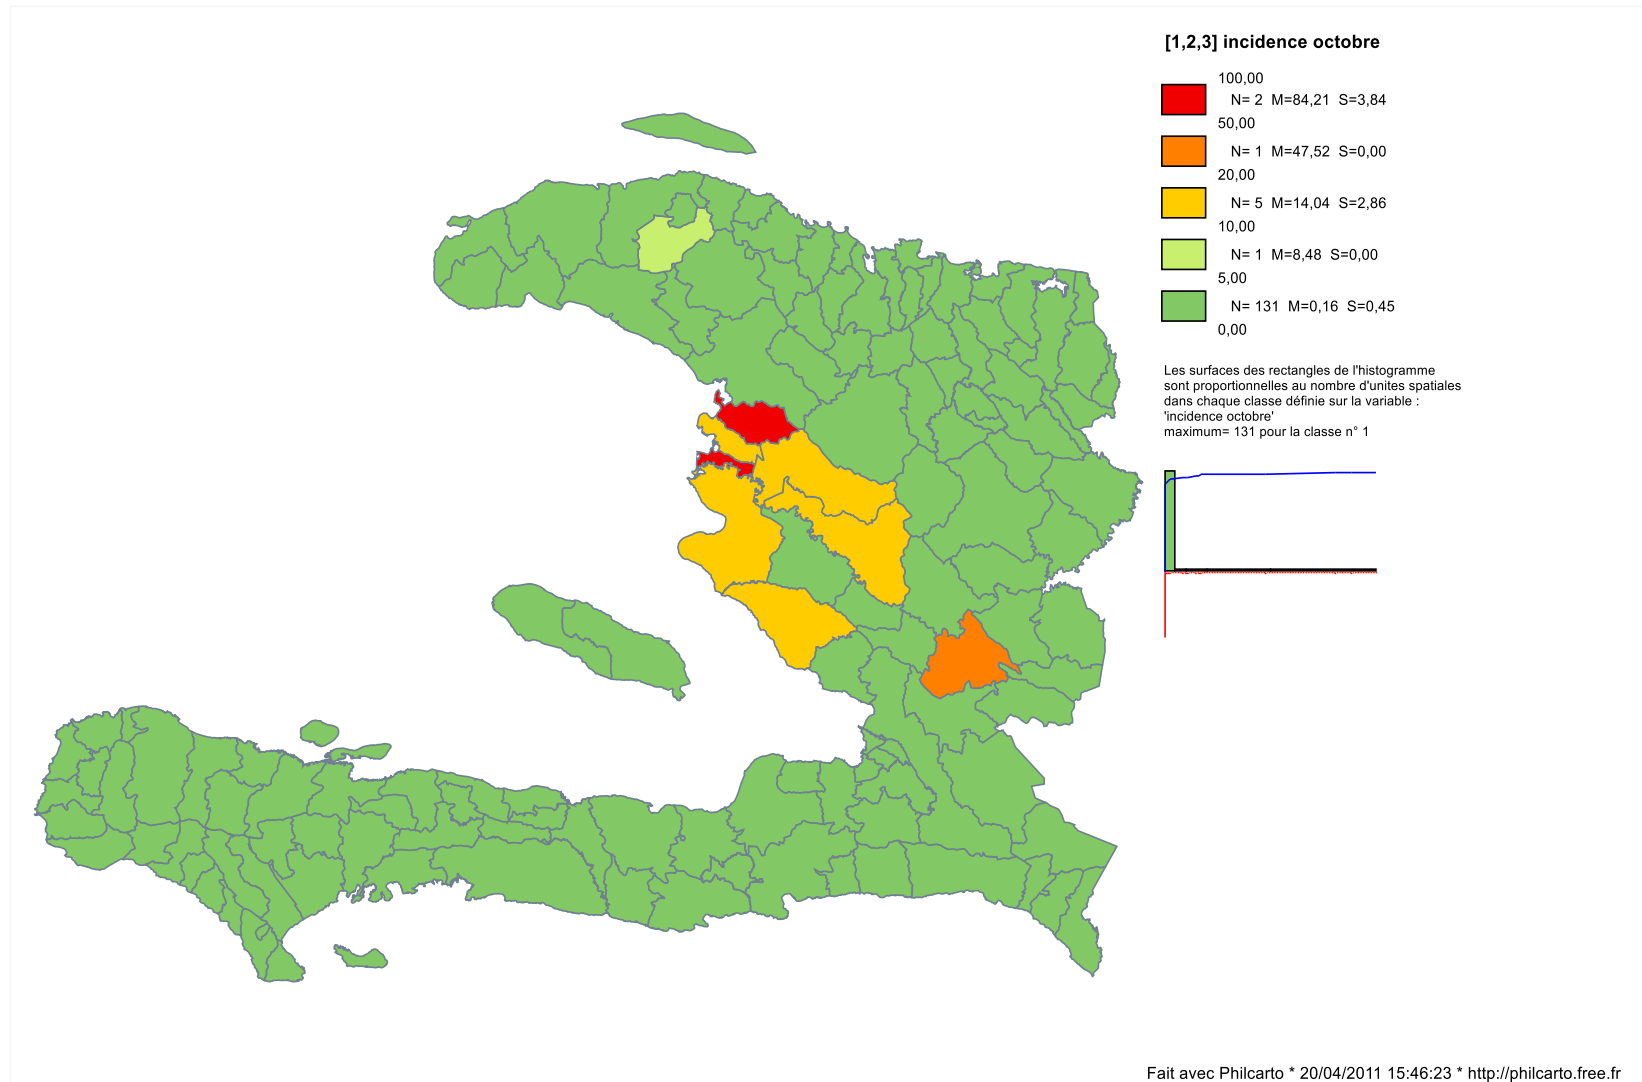 [1,2,3] incidence octobre
100,00
N= 2 M=84,21 S=3,84
50,00
N= 1 M=47,52 S=0,00
20,00
N= 5 M=14,04 S=2,86
10,00
N= 1 M=8,48 S=0,00
5,00
N= 131 M=0,16 S=0,45
0,00
Les surfaces des rectangles de l'histogramme
sont proportionnelles au nombre d'unites spatiales
dans chaque classe définie sur la variable :
'incidence octobre'
maximum= 131 pour la classe n° 1
Fait avec Philcarto * 20/04/2011 15:46:23 * http://philcarto.free.fr